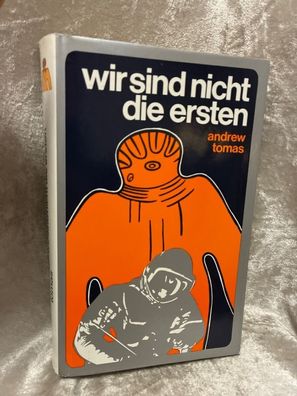 wir sind nicht
die ersten
andrew
tomas